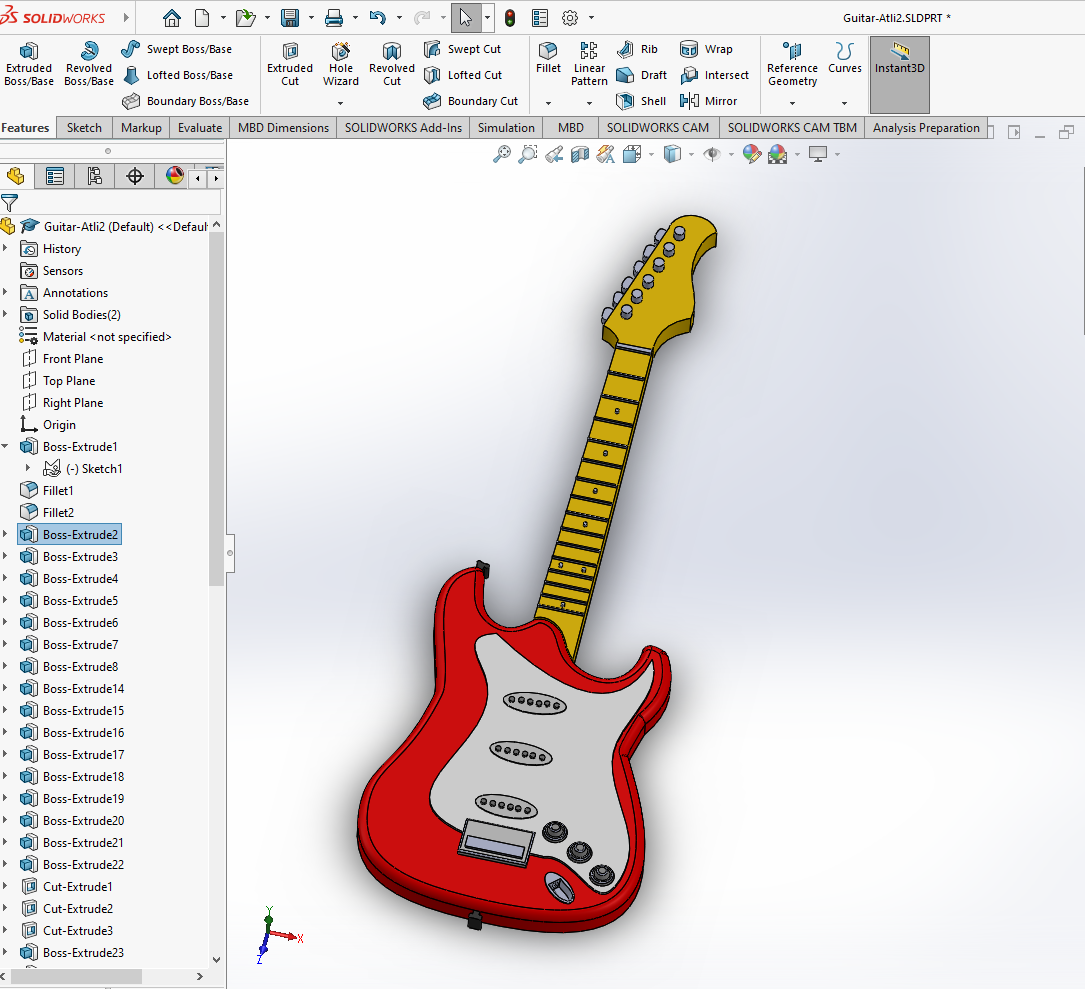 SOLIDWORKS
Guitar-Atli2.SLDPRT *
Extruded Boss/Base
Revolved Boss/Base
Swept Boss/Base
Lofted Boss/Base
Boundary Boss/Base
Extruded Cut
Hole Wizard
Revolved Cut
Swept Cut
Lofted Cut
Boundary Cut
Fillet
Linear Pattern
Rib
Draft
Shell
Wrap
Intersect
Mirror
Reference Geometry
Curves
Instant3D
Features
Sketch
Markup
Evaluate
MBD Dimensions
SOLIDWORKS Add-Ins
Simulation
MBD
SOLIDWORKS CAM
SOLIDWORKS CAM TBM
Analysis Preparation
Guitar-Atli2 (Default) <<Defaul
History
Sensors
Annotations
Solid Bodies(2)
Material <not specified>
Front Plane
Top Plane
Right Plane
Origin
Boss-Extrude1
(-) Sketch1
Fillet1
Fillet2
Boss-Extrude2
Boss-Extrude3
Boss-Extrude4
Boss-Extrude5
Boss-Extrude6
Boss-Extrude7
Boss-Extrude8
Boss-Extrude14
Boss-Extrude15
Boss-Extrude16
Boss-Extrude17
Boss-Extrude18
Boss-Extrude19
Boss-Extrude20
Boss-Extrude21
Boss-Extrude22
Cut-Extrude1
Cut-Extrude2
Cut-Extrude3
Boss-Extrude23
Y
X
Z